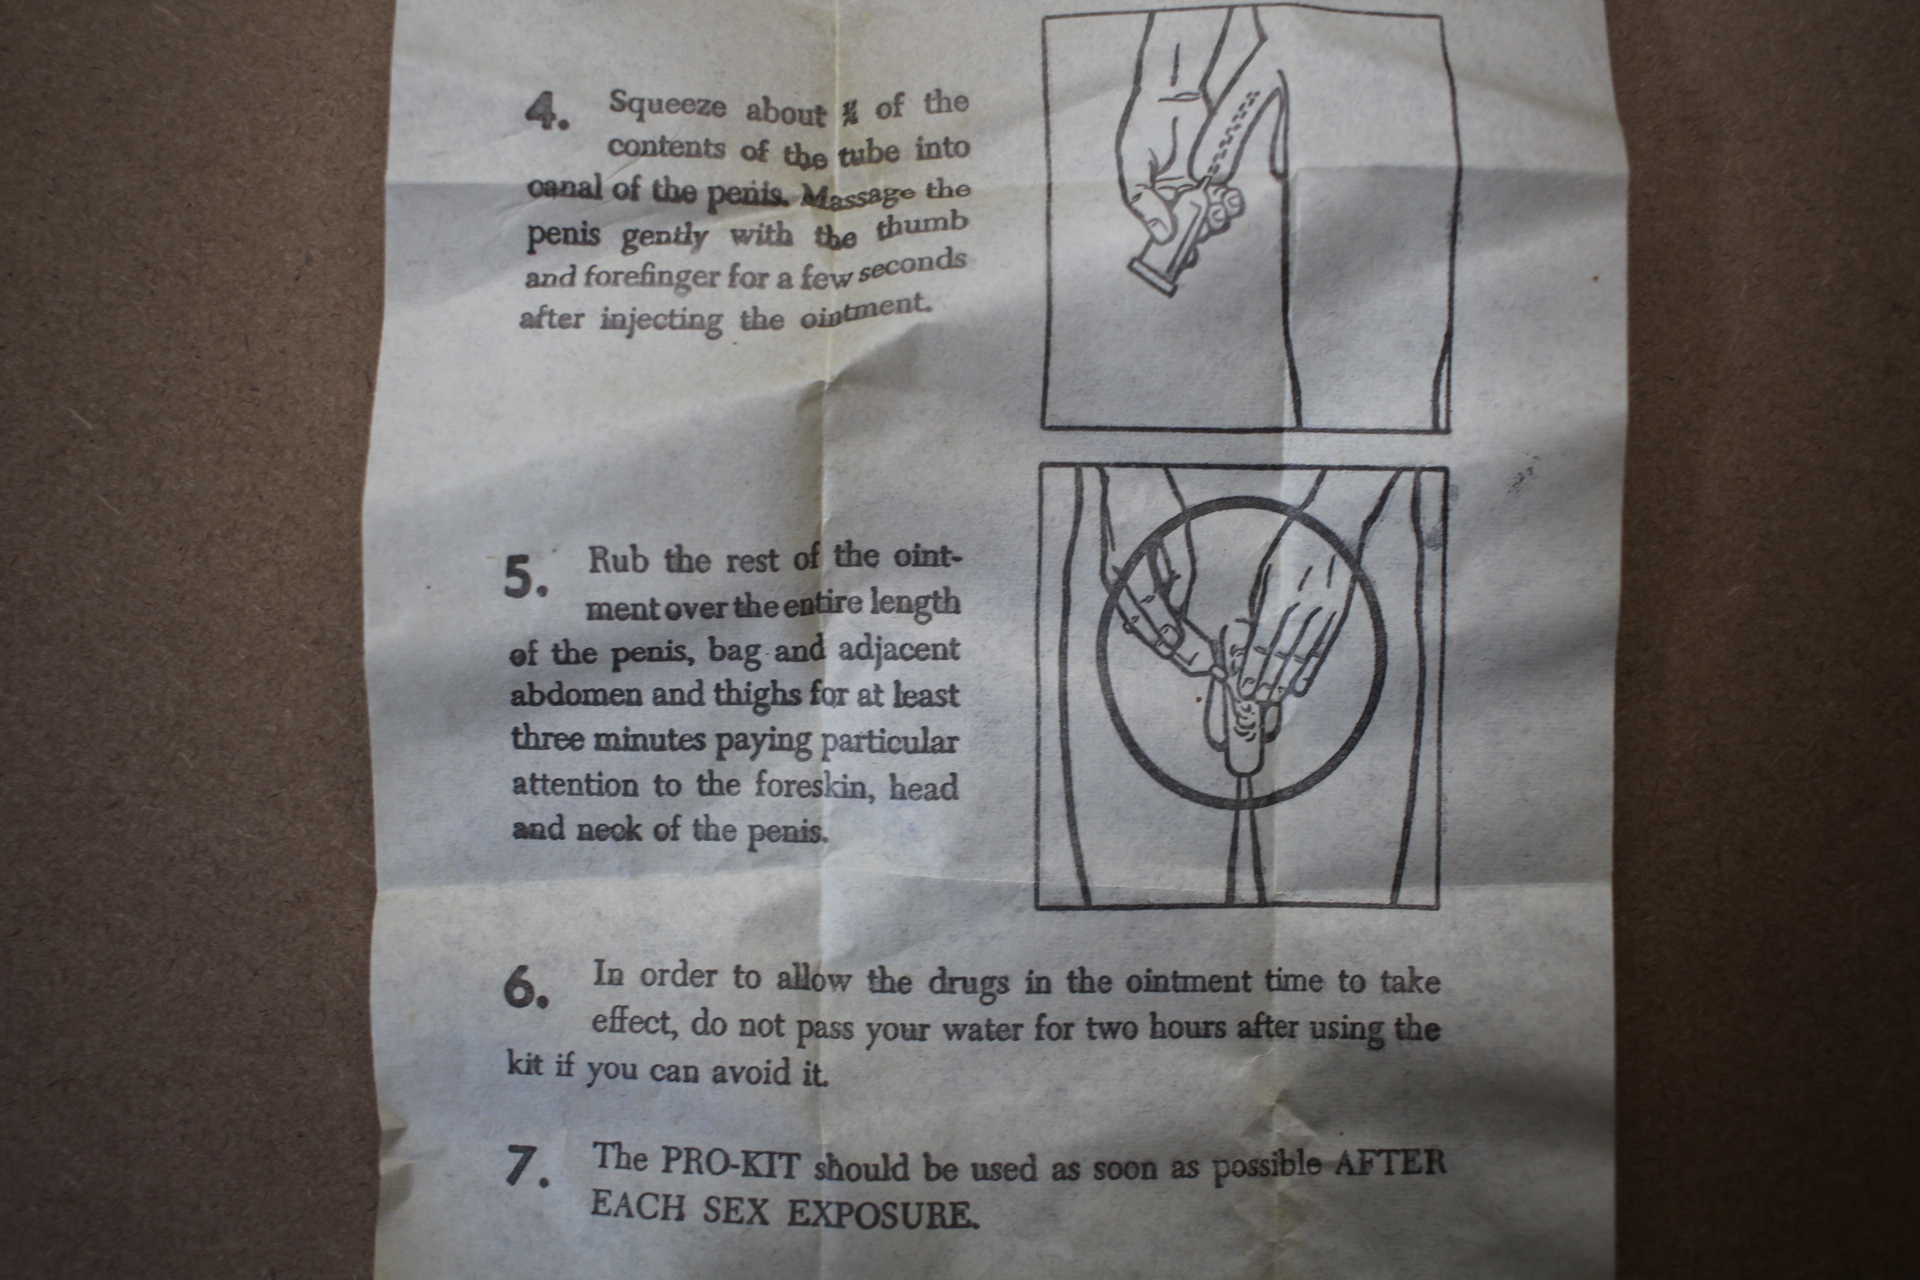 4. Squeeze about ¼ of the
contents of the tube into
canal of the penis. Massage the
penis gently with the thumb
and forefinger for a few seconds
after injecting the ointment.
5. Rub the rest of the oint-
ment over the entire length
of the penis, bag and adjacent
abdomen and thighs for at least
three minutes paying particular
attention to the foreskin, head
and neck of the penis.
6. In order to allow the drugs in the ointment time to take
effect, do not pass your water for two hours after using the
kit if you can avoid it.
7. The PRO-KIT should be used as soon as possible AFTER
EACH SEX EXPOSURE.